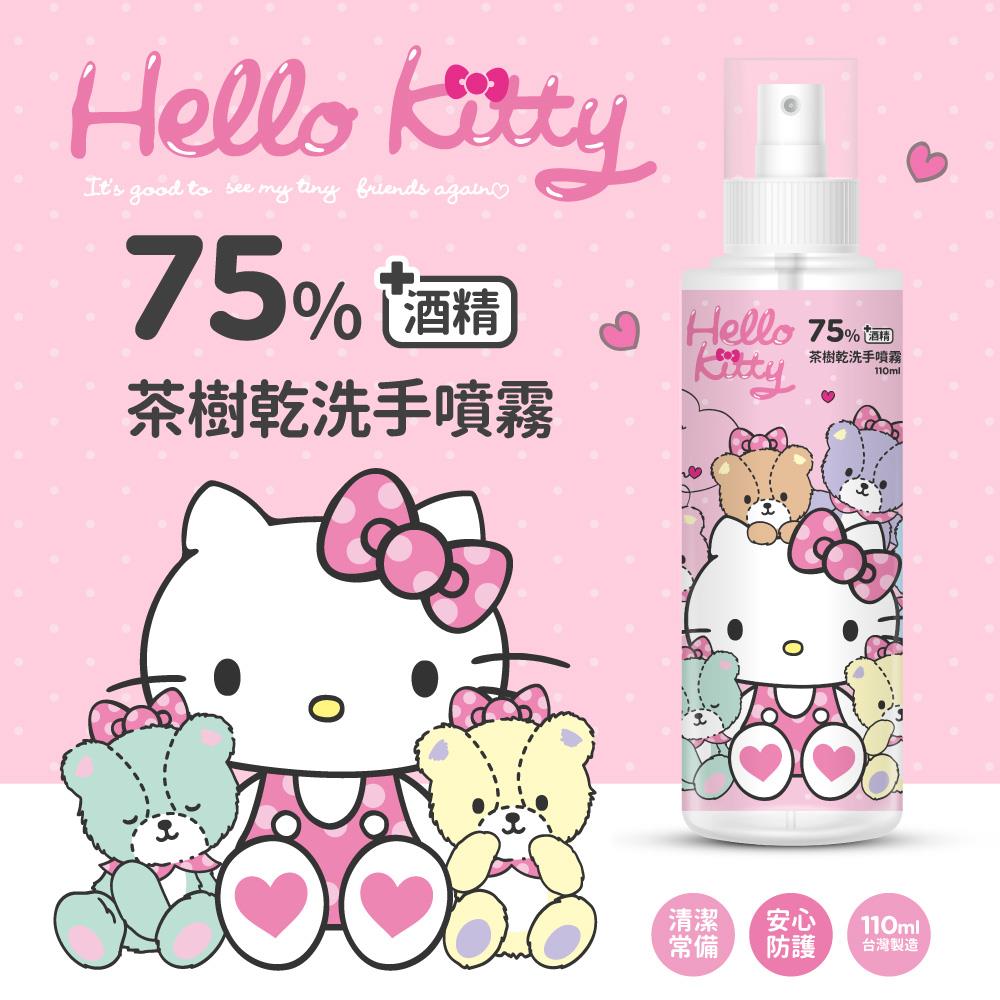 Hello Kitty
It's good to see my tiny friends again
75% +酒精
茶樹乾洗手噴霧
Hello
Kitty
75% +酒精
茶樹乾洗手噴霧
110ml
清潔
常備
安心
防護
110ml
台灣製造